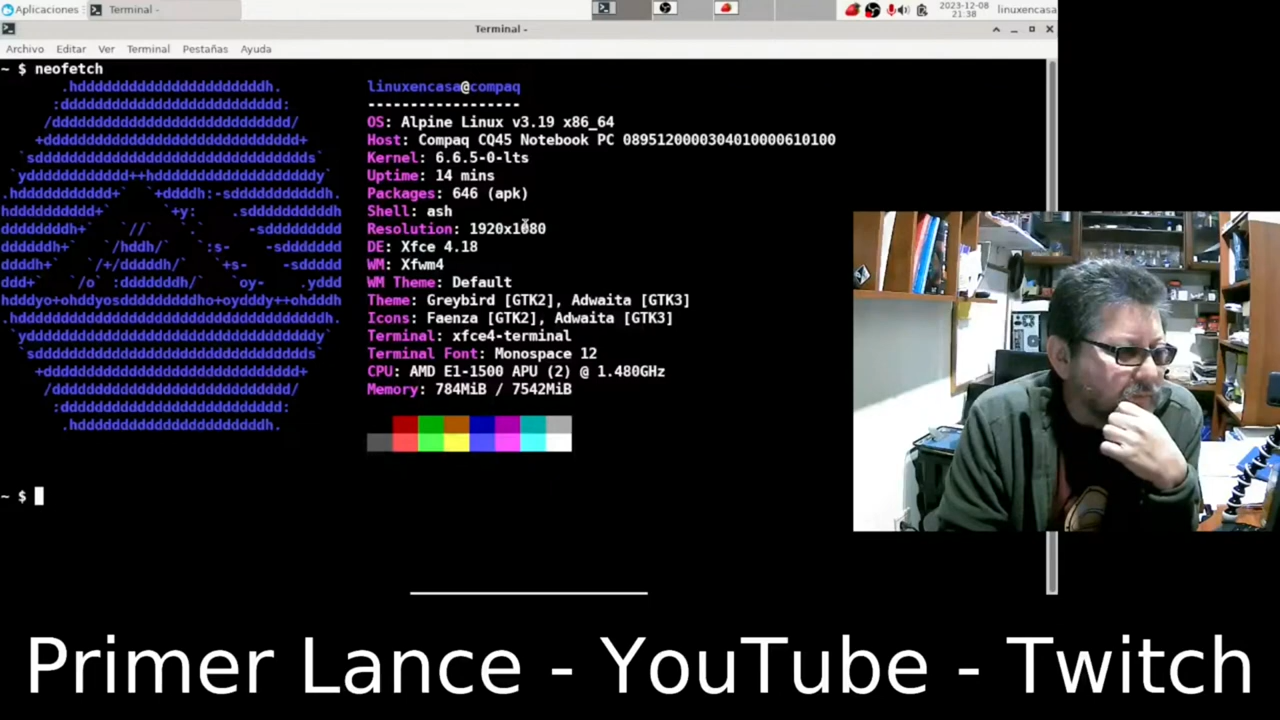 Aplicaciones
Terminal -
2023-12-08
21:38
linuxencasa
Terminal -
Archivo Editar Ver Terminal Pestañas Ayuda
~ $ neofetch
linuxencasa@compaq
------------------
OS: Alpine Linux v3.19 x86_64
Host: Compaq CQ45 Notebook PC 0895120000304010000610100
Kernel: 6.6.5-0-lts
Uptime: 14 mins
Packages: 646 (apk)
Shell: ash
Resolution: 1920x1080
DE: Xfce 4.18
WM: Xfwm4
WM Theme: Default
Theme: Greybird [GTK2], Adwaita [GTK3]
Icons: Faenza [GTK2], Adwaita [GTK3]
Terminal: xfce4-terminal
Terminal Font: Monospace 12
CPU: AMD E1-1500 APU (2) @ 1.480GHz
Memory: 784MiB / 7542MiB
~ $
Primer Lance - YouTube - Twitch